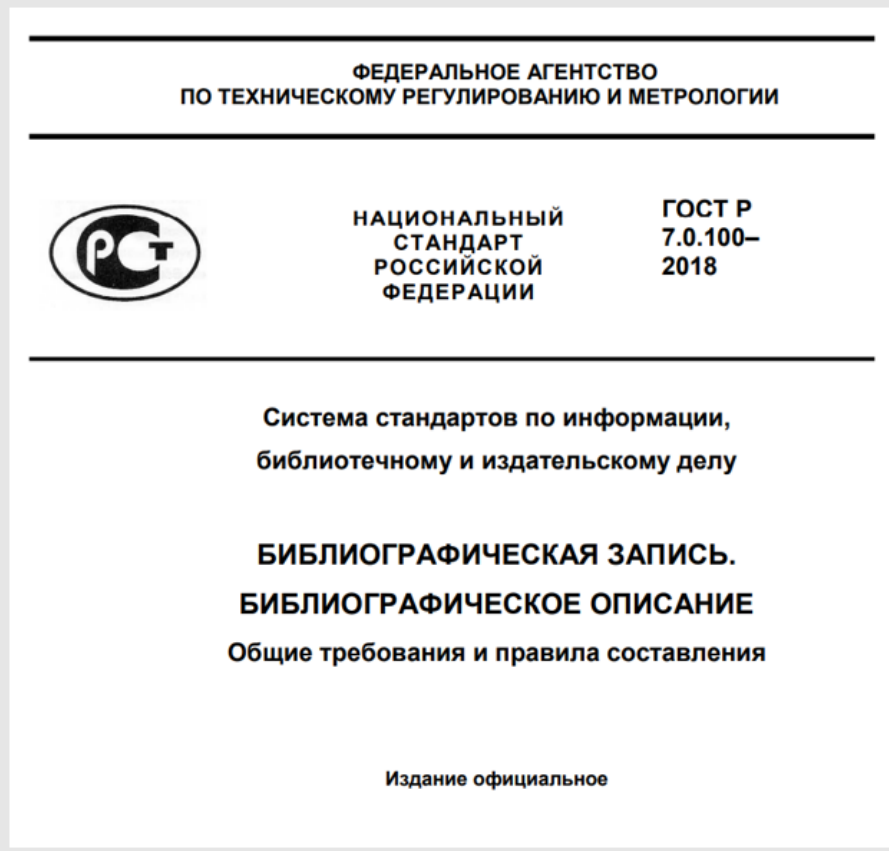 ФЕДЕРАЛЬНОЕ АГЕНТСТВО
ПО ТЕХНИЧЕСКОМУ РЕГУЛИРОВАНИЮ И МЕТРОЛОГИИ
РСТ
НАЦИОНАЛЬНЫЙ
СТАНДАРТ
РОССИЙСКОЙ
ФЕДЕРАЦИИ
ГОСТ Р
7.0.100–
2018
Система стандартов по информации,
библиотечному и издательскому делу
БИБЛИОГРАФИЧЕСКАЯ ЗАПИСЬ.
БИБЛИОГРАФИЧЕСКОЕ ОПИСАНИЕ
Общие требования и правила составления
Издание официальное